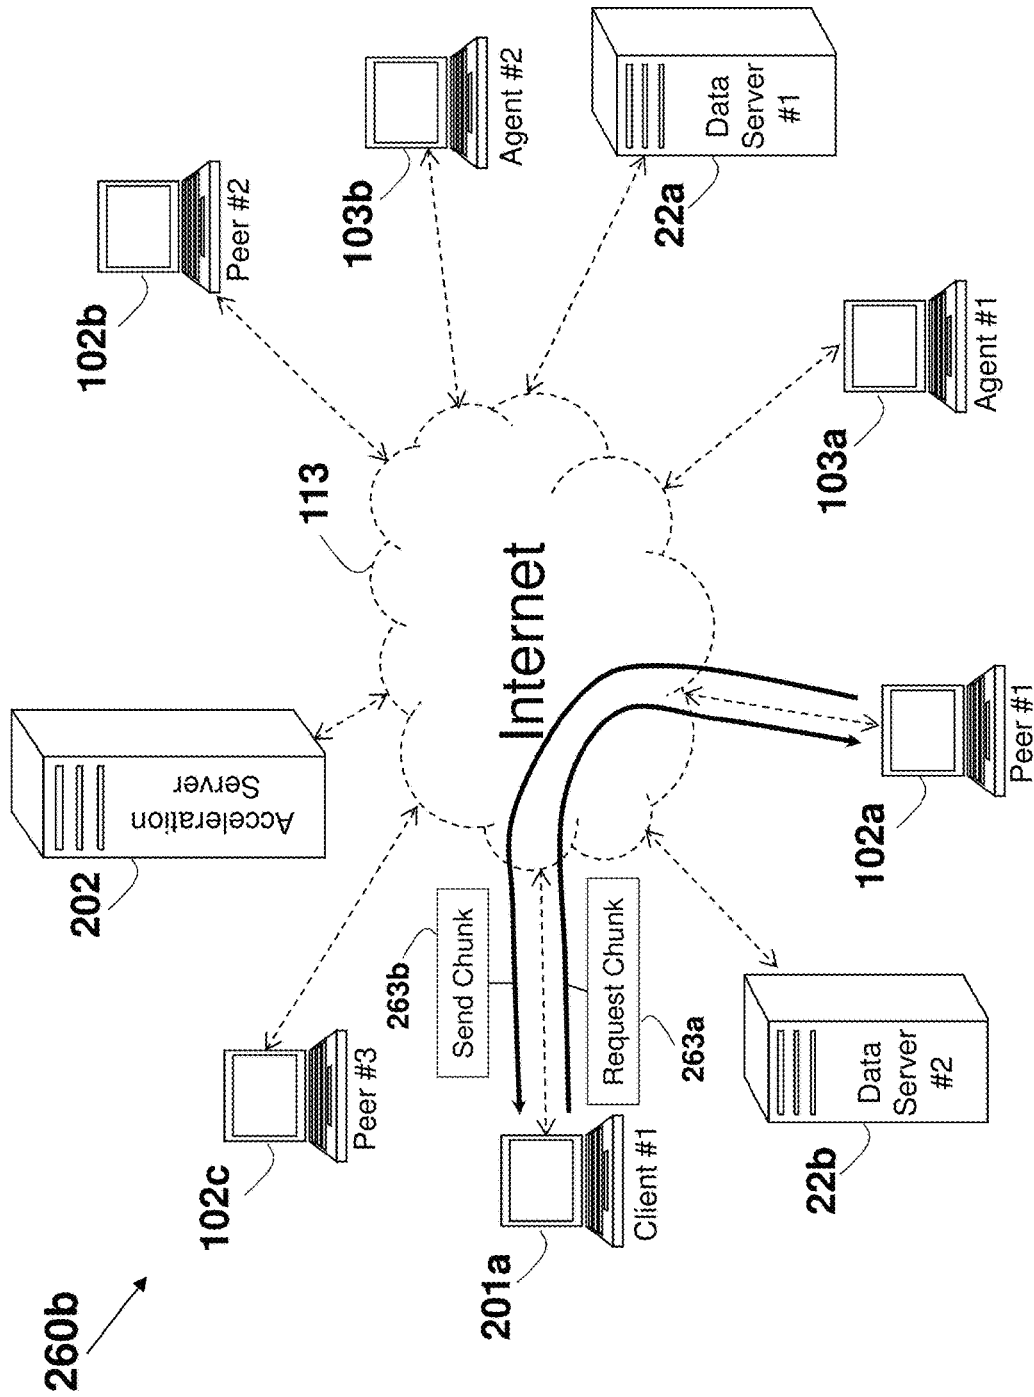 260b
102c
Peer #3
201a
Client #1
22b
Data
Server
#2
202
Acceleration
Server
263b
Send Chunk
Request Chunk
263a
102a
Peer #1
Internet
113
103a
Agent #1
102b
Peer #2
103b
Agent #2
22a
Data
Server
#1